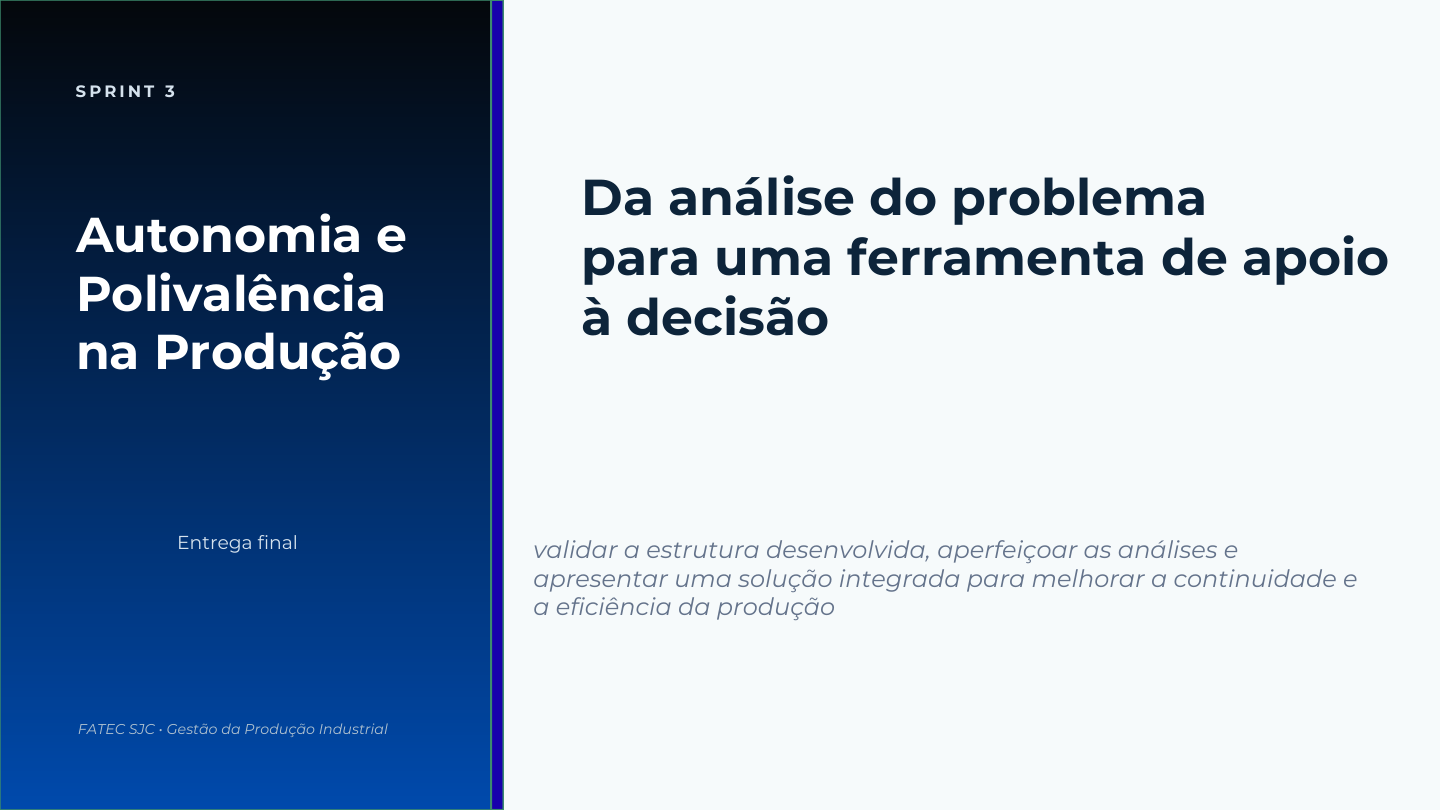 SPRINT 3
Autonomia e
Polivalência
na Produção
Entrega final
FATEC SJC • Gestão da Produção Industrial
Da análise do problema
para uma ferramenta de apoio
à decisão
validar a estrutura desenvolvida, aperfeiçoar as análises e
apresentar uma solução integrada para melhorar a continuidade e
a eficiência da produção